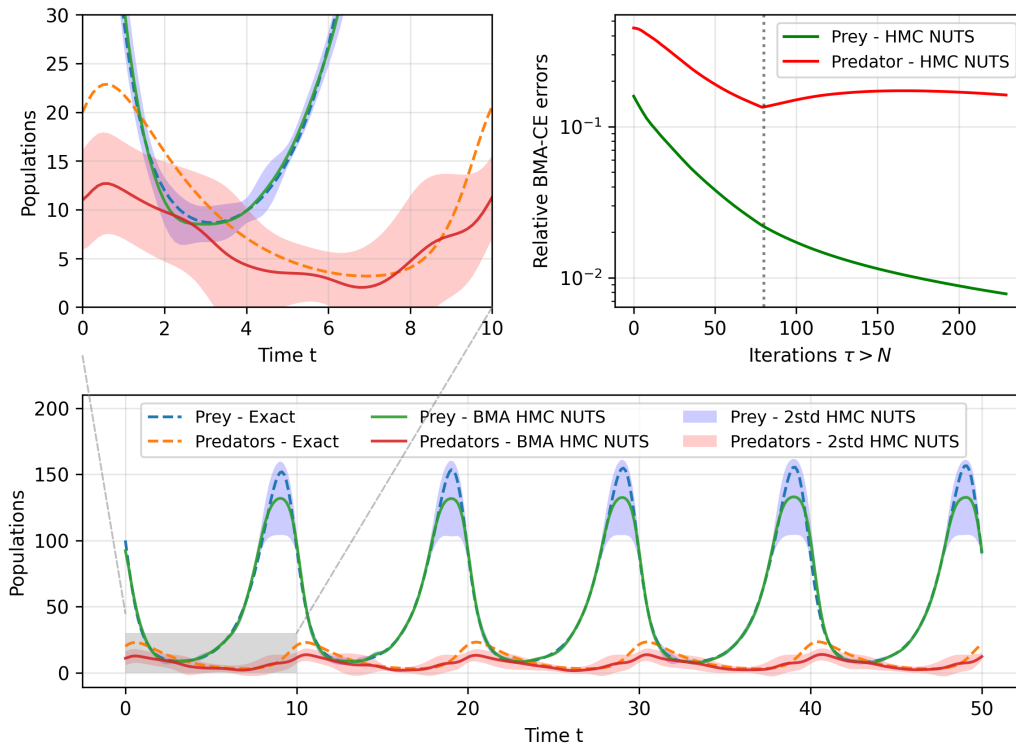 30
25
20
15
10
5
0
Populations
0 2 4 6 8 10
Time t
Prey - HMC NUTS
Predator - HMC NUTS
10⁻¹
10⁻²
Relative BMA-CE errors
0 50 100 150 200
Iterations τ > N
Prey - Exact
Predators - Exact
Prey - BMA HMC NUTS
Predators - BMA HMC NUTS
Prey - 2std HMC NUTS
Predators - 2std HMC NUTS
200
150
100
50
0
Populations
0 10 20 30 40 50
Time t